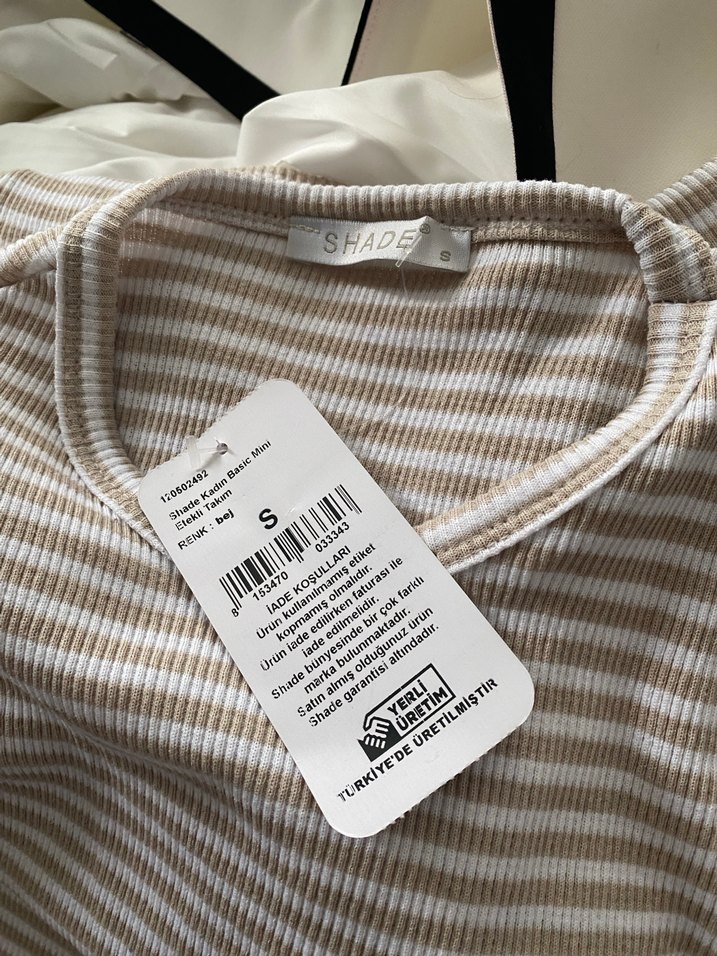 SHADE®
S
120502492
Shade Kadın Basic Mini
Etekli Takım
RENK : bej
S
8 153470 033343
İADE KOŞULLARI
Ürün kullanılmamış etiket
kopmamış olmalıdır.
Ürün iade edilirken faturası ile
iade edilmelidir.
Shade bünyesinde bir çok farklı
marka bulunmaktadır.
Satın almış olduğunuz ürün
Shade garantisi altındadır.
YERLİ
ÜRETİM
TÜRKİYE'DE ÜRETİLMİŞTİR